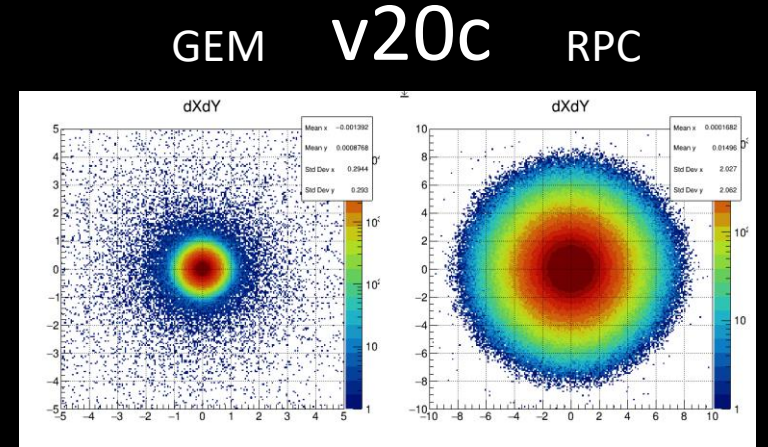 GEM v20c RPC
dXdY
Mean x -0.001392
Mean y 0.0008768
Std Dev x 0.2944
Std Dev y 0.293
5
4
3
2
1
0
-1
-2
-3
-4
-5
-5 -4 -3 -2 -1 0 1 2 3 4 5
10
1
dXdY
Mean x 0.0001682
Mean y 0.01496
Std Dev x 2.027
Std Dev y 2.062
10
8
6
4
2
0
-2
-4
-6
-8
-10
-10 -8 -6 -4 -2 0 2 4 6 8 10
10
1